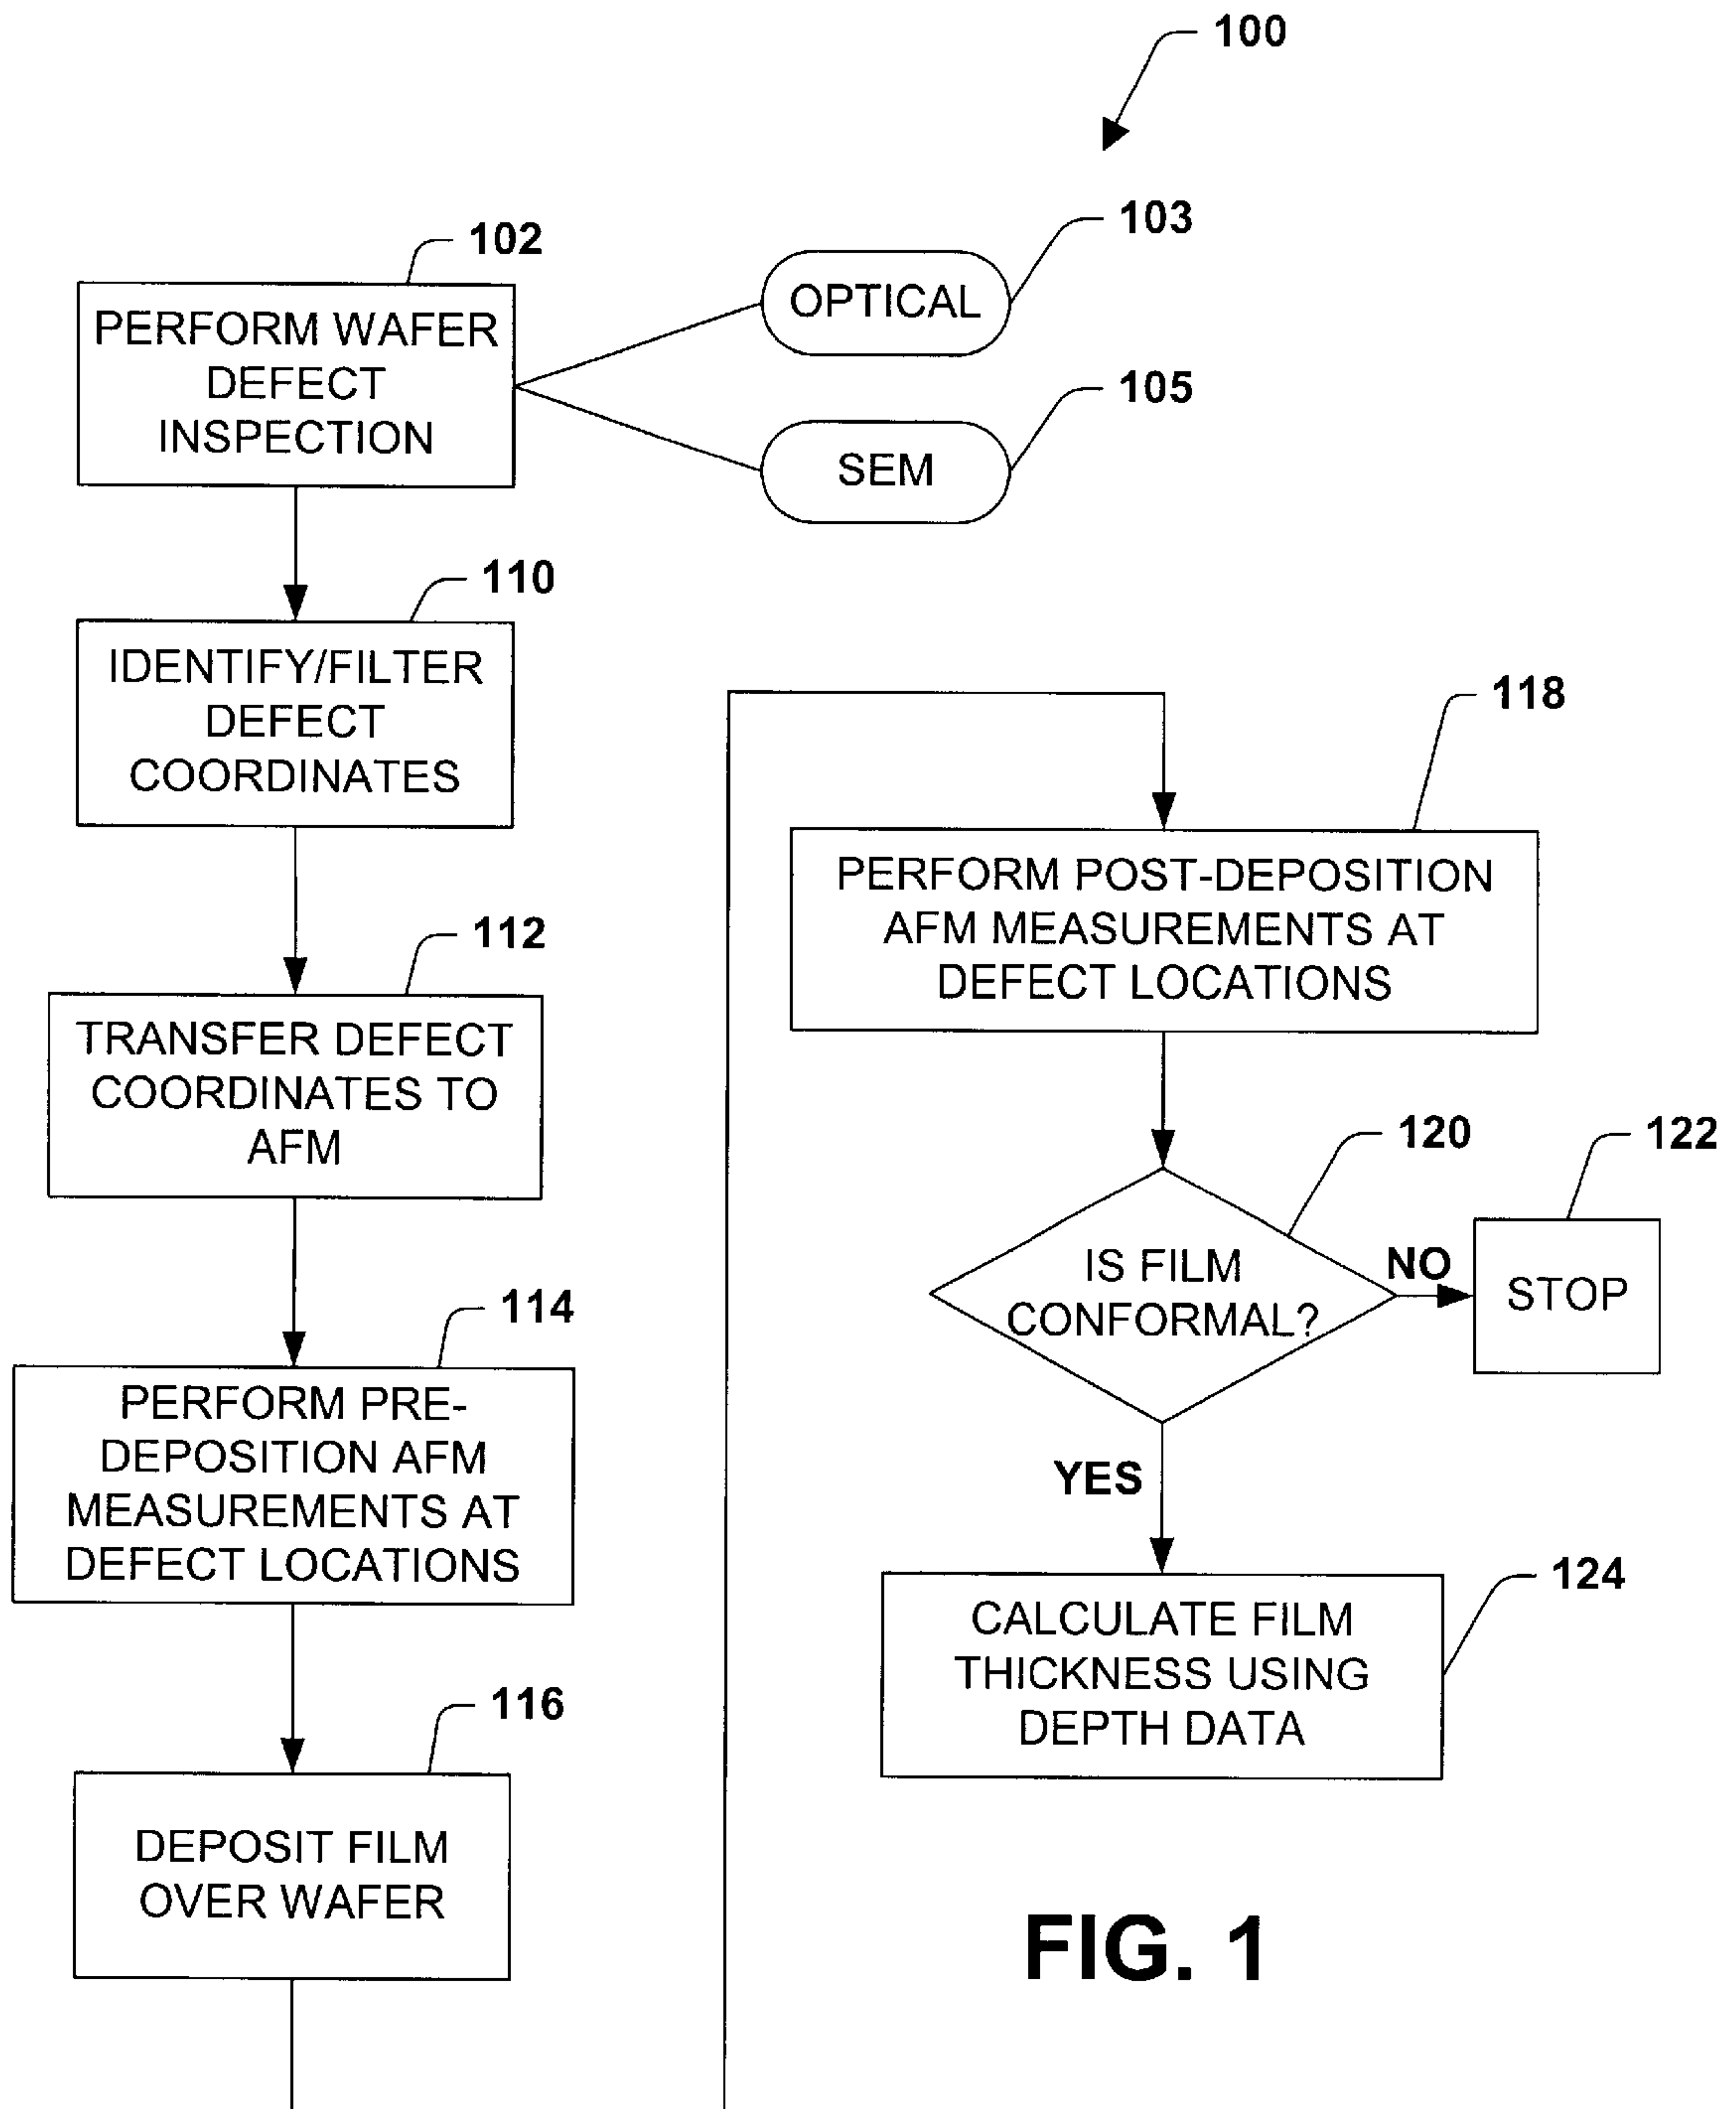 100
102
PERFORM WAFER
DEFECT
INSPECTION
OPTICAL
103
SEM
105
110
IDENTIFY/FILTER
DEFECT
COORDINATES
112
TRANSFER DEFECT
COORDINATES TO
AFM
114
PERFORM PRE-
DEPOSITION AFM
MEASUREMENTS AT
DEFECT LOCATIONS
116
DEPOSIT FILM
OVER WAFER
118
PERFORM POST-DEPOSITION
AFM MEASUREMENTS AT
DEFECT LOCATIONS
120
IS FILM
CONFORMAL?
NO
122
STOP
YES
124
CALCULATE FILM
THICKNESS USING
DEPTH DATA
FIG. 1